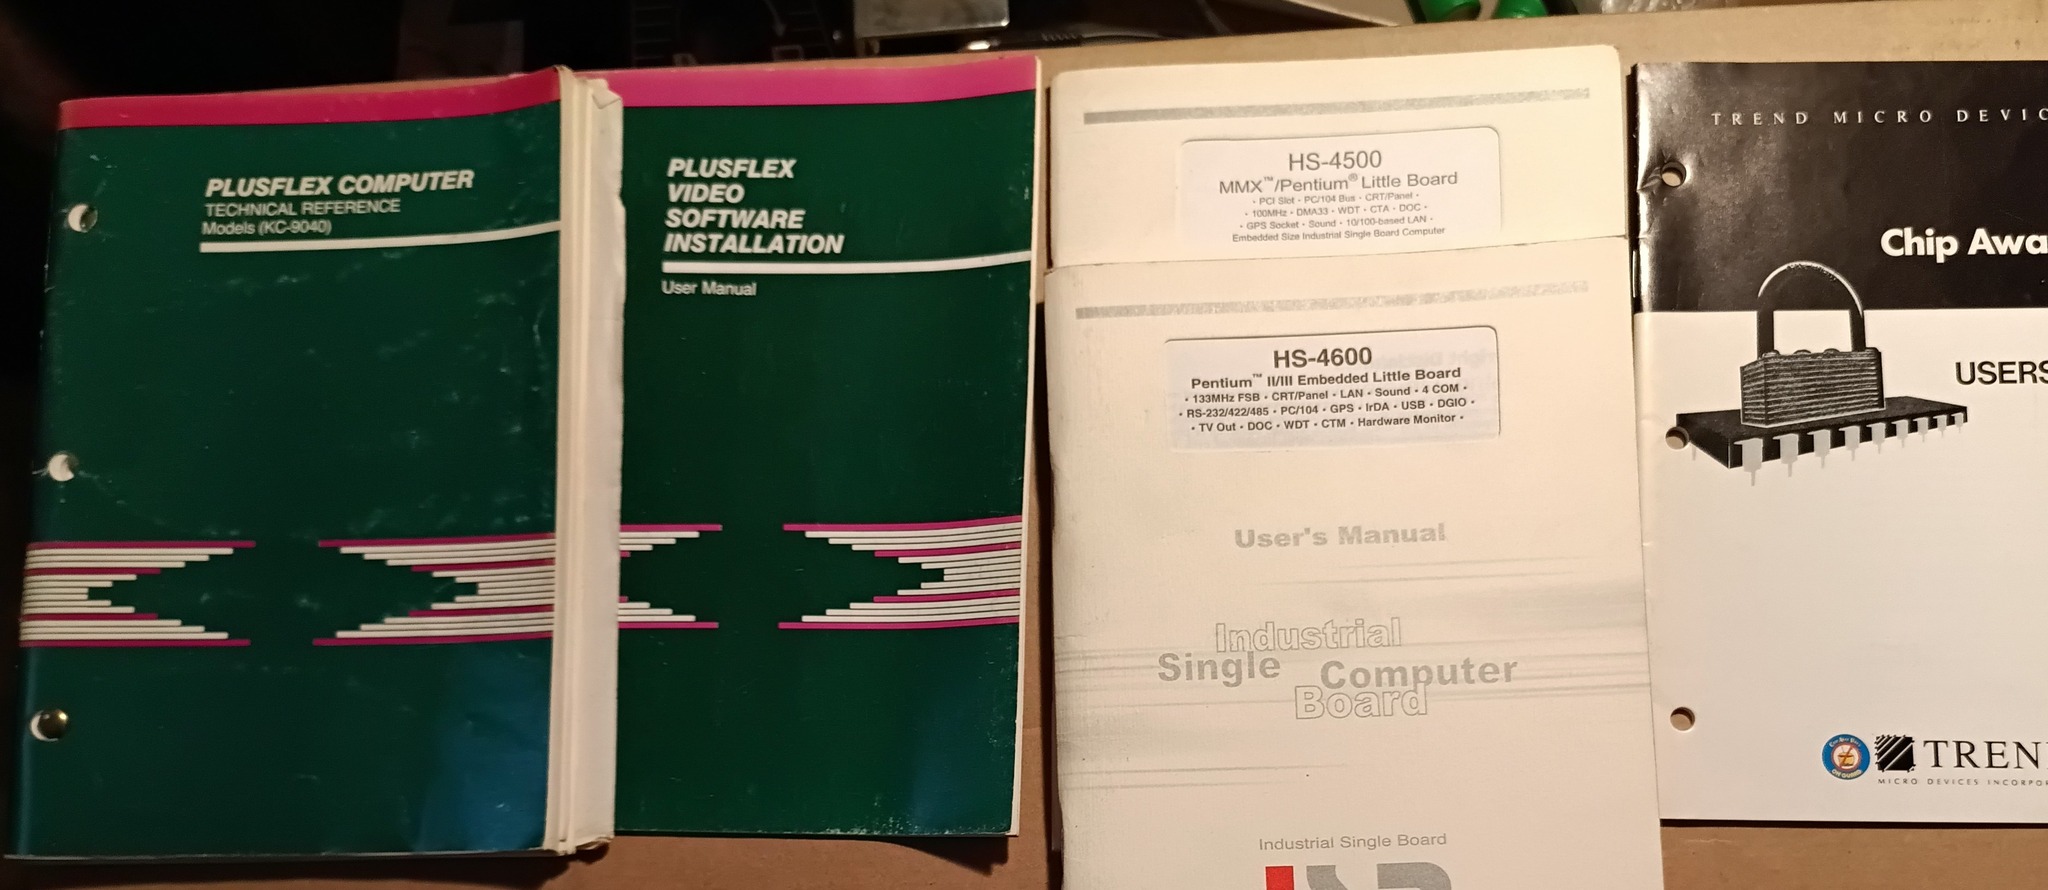 PLUSFLEX COMPUTER
TECHNICAL REFERENCE
Models (KC-9040)
PLUSFLEX
VIDEO
SOFTWARE
INSTALLATION
User Manual
HS-4500
MMX™/Pentium® Little Board
• PCI Slot • PC/104 Bus • CRT/Panel •
• 100MHz • DMA33 • WDT • CTA • DOC •
• GPS Socket • Sound • 10/100-based LAN •
Embedded Size Industrial Single Board Computer
HS-4600
Pentium™ II/III Embedded Little Board
• 133MHz FSB • CRT/Panel • LAN • Sound • 4 COM •
• RS-232/422/485 • PC/104 • GPS • IrDA • USB • DGIO •
• TV Out • DOC • WDT • CTM • Hardware Monitor •
User's Manual
Industrial
Single Computer
Board
Industrial Single Board
TREND MICRO DEVIC
Chip Awa
USERS
TREN
MICRO DEVICES INCORPO